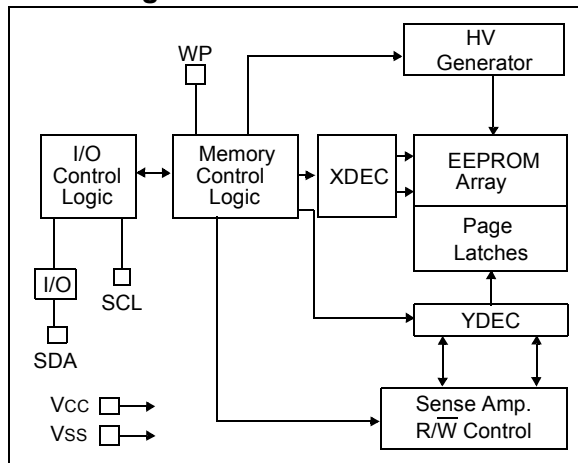 WP
HV
Generator
I/O
Control
Logic
Memory
Control
Logic
XDEC
EEPROM
Array
Page
Latches
I/O
SCL
SDA
YDEC
Vcc
Vss
Sense Amp.
R/W̅ Control